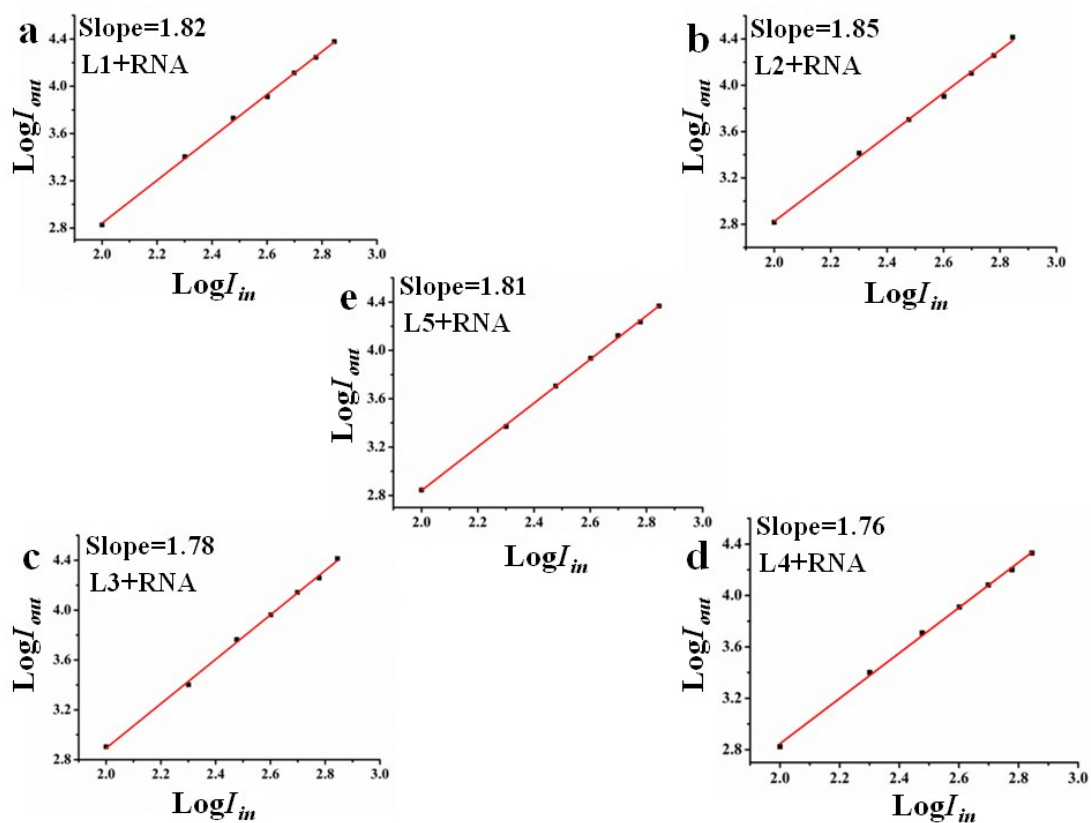 a
Slope=1.82
L1+RNA
LogIout
4.4
4.0
3.6
3.2
2.8
2.0 2.2 2.4 2.6 2.8 3.0
LogIin
b
Slope=1.85
L2+RNA
LogIout
4.4
4.0
3.6
3.2
2.8
2.0 2.2 2.4 2.6 2.8 3.0
LogIin
e
Slope=1.81
L5+RNA
LogIout
4.4
4.0
3.6
3.2
2.8
2.0 2.2 2.4 2.6 2.8 3.0
LogIin
c
Slope=1.78
L3+RNA
LogIout
4.4
4.0
3.6
3.2
2.8
2.0 2.2 2.4 2.6 2.8 3.0
LogIin
d
Slope=1.76
L4+RNA
LogIout
4.4
4.0
3.6
3.2
2.8
2.0 2.2 2.4 2.6 2.8 3.0
LogIin